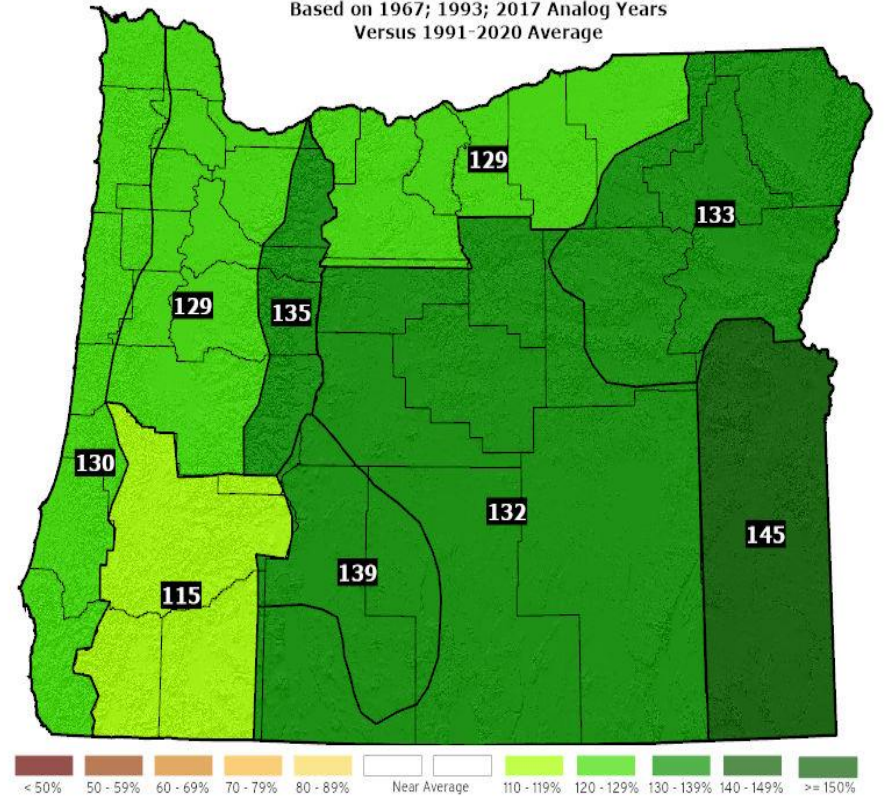 Based on 1967; 1993; 2017 Analog Years
Versus 1991-2020 Average
129
133
129
135
130
132
145
139
115
< 50%
50 - 59%
60 - 69%
70 - 79%
80 - 89%
Near Average
110 - 119%
120 - 129%
130 - 139%
140 - 149%
>= 150%